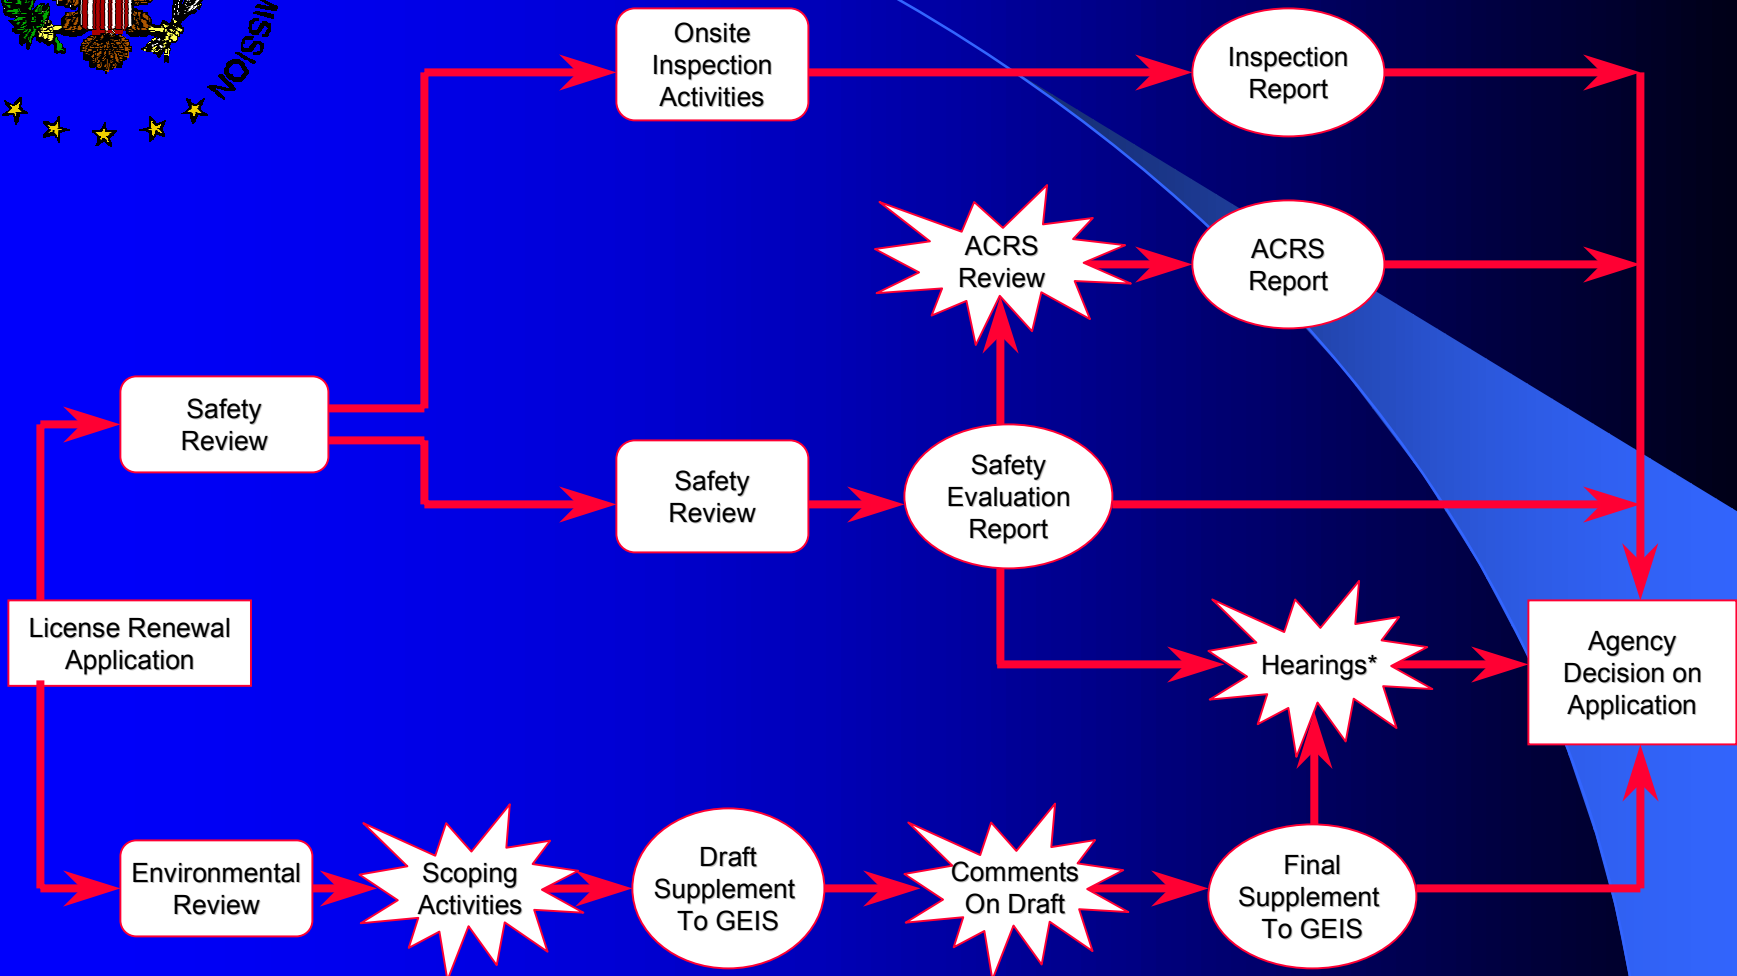 MISSION
Onsite
Inspection
Activities
Inspection
Report
ACRS
Review
ACRS
Report
Safety
Review
Safety
Review
Safety
Evaluation
Report
License Renewal
Application
Hearings*
Agency
Decision on
Application
Environmental
Review
Scoping
Activities
Draft
Supplement
To GEIS
Comments
On Draft
Final
Supplement
To GEIS